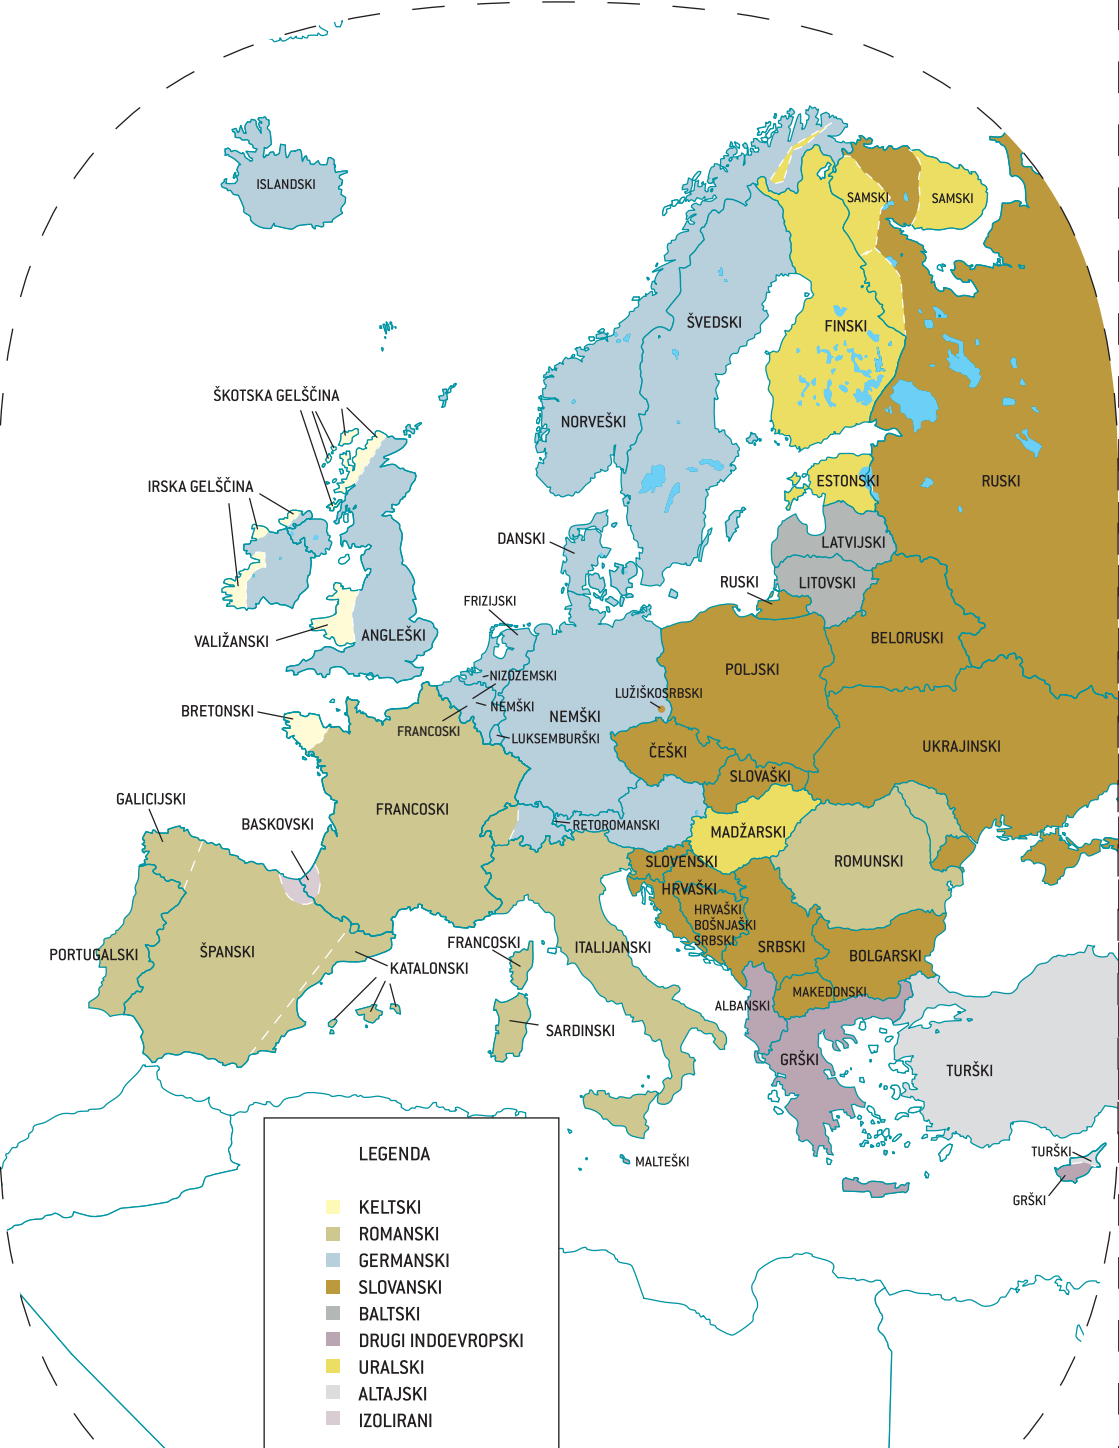 ISLANDSKI
SAMSKI
SAMSKI
ŠVEDSKI
FINSKI
ŠKOTSKA GELŠČINA
NORVEŠKI
IRSKA GELŠČINA
ESTONSKI
RUSKI
DANSKI
LATVIJSKI
RUSKI
LITOVSKI
FRIZIJSKI
VALIŽANSKI
ANGLEŠKI
BELORUSKI
POLJSKI
NIZOZEMSKI
LUŽIŠKOSRBSKI
NEMŠKI
BRETONSKI
NEMŠKI
FRANCOSKI
LUKSEMBURŠKI
UKRAJINSKI
ČEŠKI
SLOVAŠKI
GALICIJSKI
FRANCOSKI
BASKOVSKI
RETOROMANSKI
MADŽARSKI
SLOVENSKI
ROMUNSKI
HRVAŠKI
HRVAŠKI
BOŠNJAŠKI
SRBSKI
FRANCOSKI
ITALIJANSKI
SRBSKI
PORTUGALSKI
ŠPANSKI
BOLGARSKI
KATALONSKI
MAKEDONSKI
ALBANSKI
SARDINSKI
GRŠKI
TURŠKI
TURŠKI
MALTEŠKI
GRŠKI
LEGENDA
KELTSKI
ROMANSKI
GERMANSKI
SLOVANSKI
BALTSKI
DRUGI INDOEVROPSKI
URALSKI
ALTAJSKI
IZOLIRANI